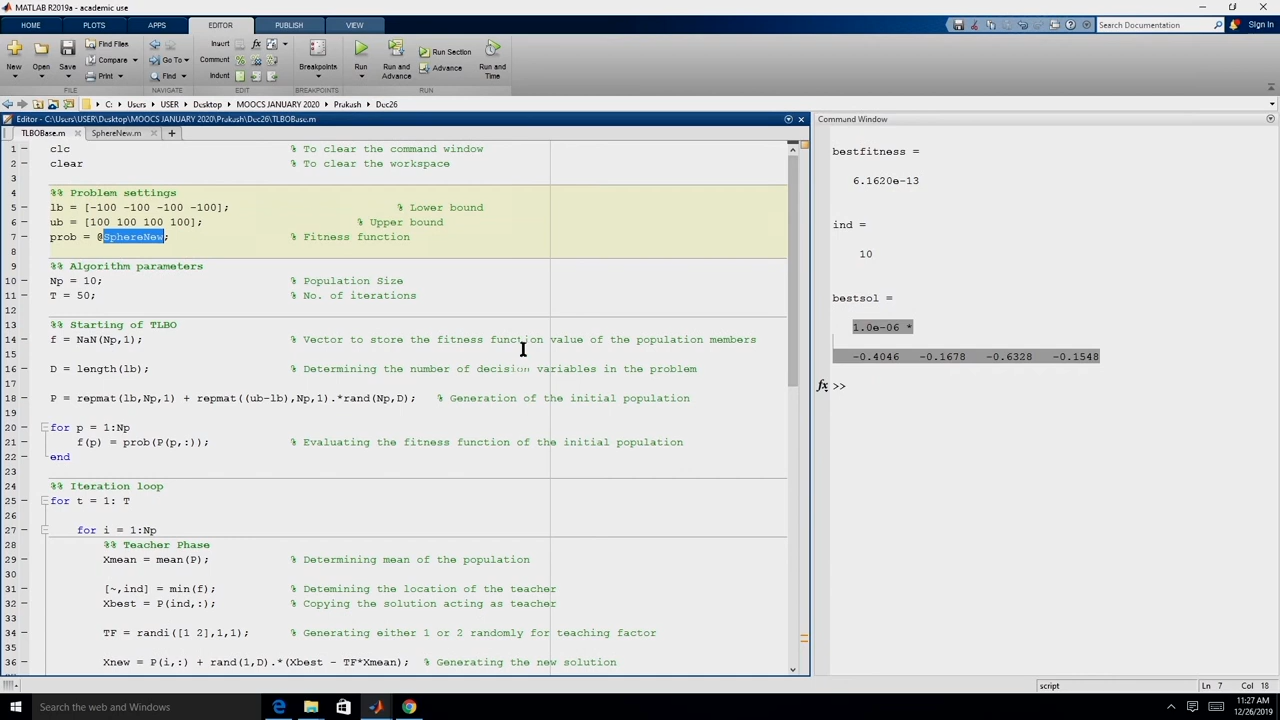 MATLAB R2019a - academic use
HOME PLOTS APPS EDITOR PUBLISH VIEW
Search Documentation
Sign In
New Open Save Find Files Compare Print
Insert Comment Indent fx
Go To Find
Breakpoints Run Run and Advance Run Section Advance Run and Time
FILE NAVIGATE EDIT BREAKPOINTS RUN
C: Users USER Desktop MOOCS JANUARY 2020 Prakash Dec26
Editor - C:\Users\USER\Desktop\MOOCS JANUARY 2020\Prakash\Dec26\TLBOBase.m
TLBOBase.m SphereNew.m
1 clc % To clear the command window
2 clear % To clear the workspace
3
4 %% Problem settings
5 lb = [-100 -100 -100 -100]; % Lower bound
6 ub = [100 100 100 100]; % Upper bound
7 prob = @SphereNew; % Fitness function
8
9 %% Algorithm parameters
10 Np = 10; % Population Size
11 T = 50; % No. of iterations
12
13 %% Starting of TLBO
14 f = NaN(Np,1); % Vector to store the fitness function value of the population members
15
16 D = length(lb); % Determining the number of decision variables in the problem
17
18 P = repmat(lb,Np,1) + repmat((ub-lb),Np,1).*rand(Np,D); % Generation of the initial population
19
20 for p = 1:Np
21 f(p) = prob(P(p,:)); % Evaluating the fitness function of the initial population
22 end
23
24 %% Iteration loop
25 for t = 1: T
26
27 for i = 1:Np
28 %% Teacher Phase
29 Xmean = mean(P); % Determining mean of the population
30
31 [~,ind] = min(f); % Detemining the location of the teacher
32 Xbest = P(ind,:); % Copying the solution acting as teacher
33
34 TF = randi([1 2],1,1); % Generating either 1 or 2 randomly for teaching factor
35
36 Xnew = P(i,:) + rand(1,D).*(Xbest - TF*Xmean); % Generating the new solution
Command Window
bestfitness =
6.1620e-13
ind =
10
bestsol =
1.0e-06 *
-0.4046 -0.1678 -0.6328 -0.1548
fx >>
script Ln 7 Col 18
Search the web and Windows
11:27 AM
12/26/2019